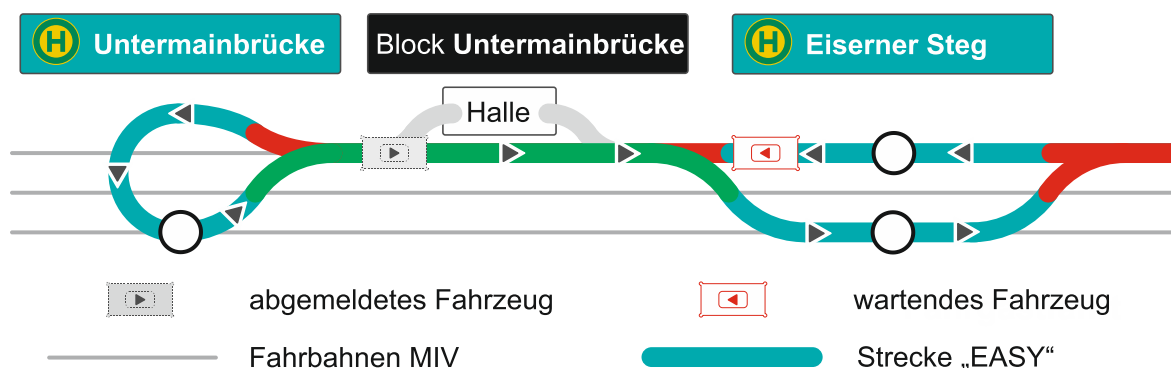 H Untermainbrücke
Block Untermainbrücke
H Eiserner Steg
Halle
abgemeldetes Fahrzeug
wartendes Fahrzeug
Fahrbahnen MIV
Strecke „EASY“